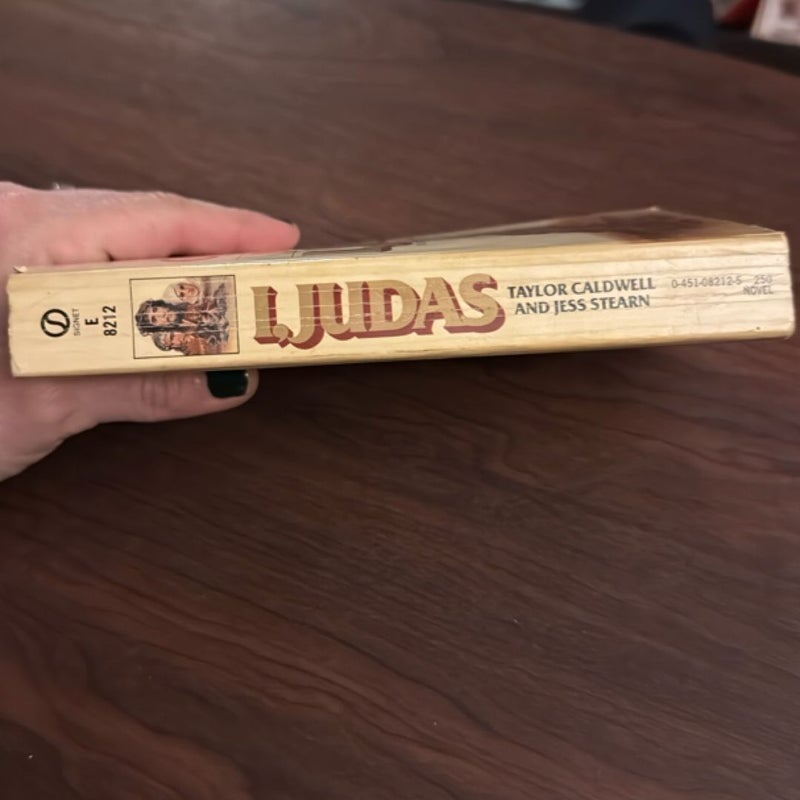 SIGNET
E
8212
I, JUDAS
TAYLOR CALDWELL
AND JESS STEARN
0-451-08212-5 250
NOVEL